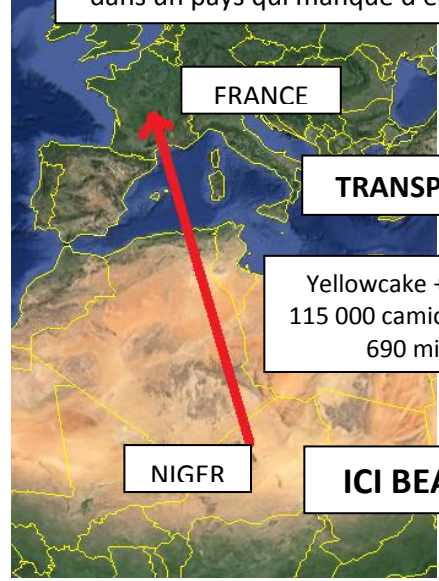 dans un pays qui manque
FRANCE
TRANSP
Yellowcake +
115 000 camio
690 mi
NIGER
ICI BEA